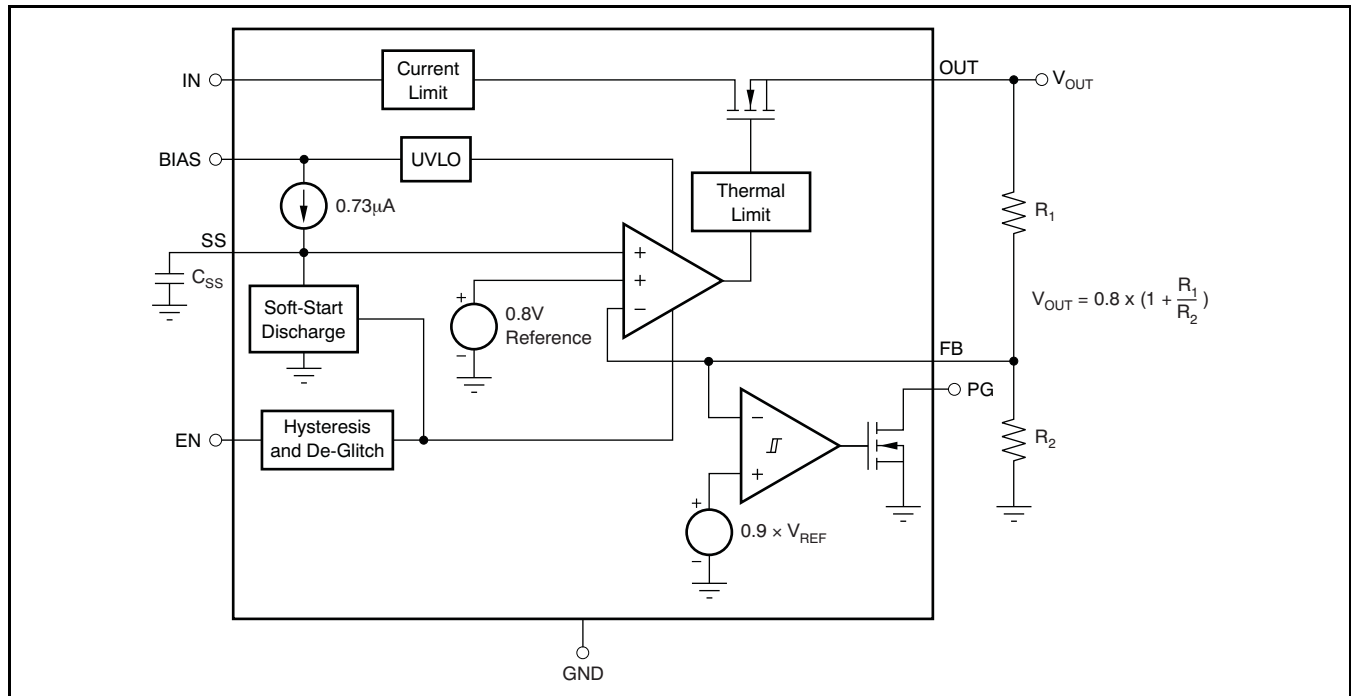 IN
Current
Limit
OUT
V_OUT
BIAS
UVLO
0.73μA
Thermal
Limit
R_1
SS
C_SS
+
+
−
Soft-Start
Discharge
+
0.8V
Reference
−
V_OUT = 0.8 x (1 + R_1/R_2)
FB
PG
EN
Hysteresis
and De-Glitch
−
+
R_2
+
0.9 × V_REF
−
GND